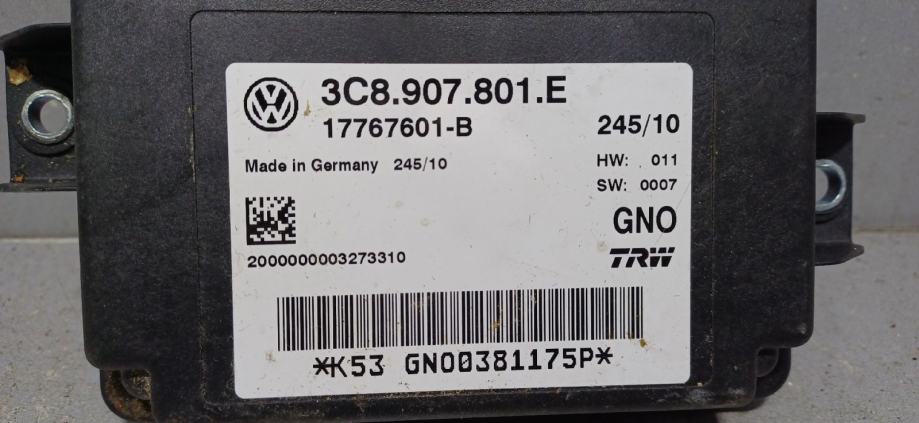 3C8.907.801.E
17767601-B
245/10
Made in Germany 245/10
HW: 011
SW: 0007
GNO
2000000003273310
TRW
*K53 GNO0381175P*